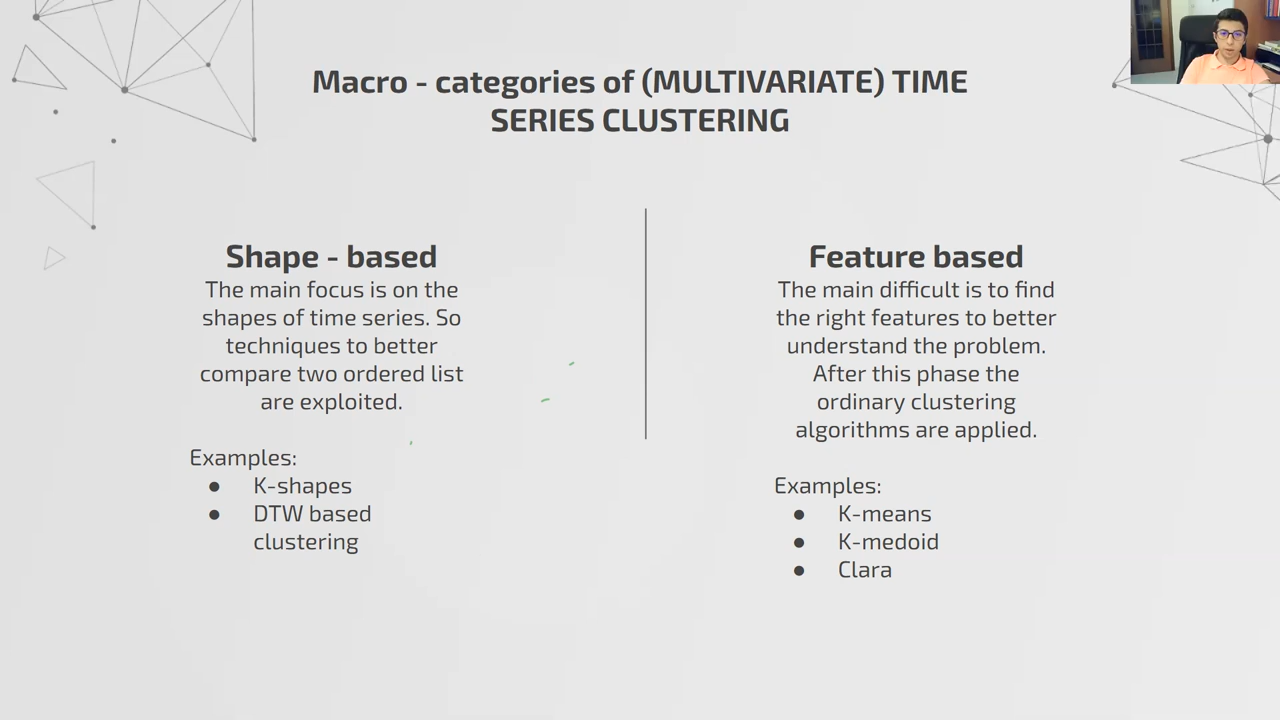 Macro - categories of (MULTIVARIATE) TIME
SERIES CLUSTERING
Shape - based
The main focus is on the
shapes of time series. So
techniques to better
compare two ordered list
are exploited.
Examples:
● K-shapes
● DTW based
clustering
Feature based
The main difficult is to find
the right features to better
understand the problem.
After this phase the
ordinary clustering
algorithms are applied.
Examples:
● K-means
● K-medoid
● Clara